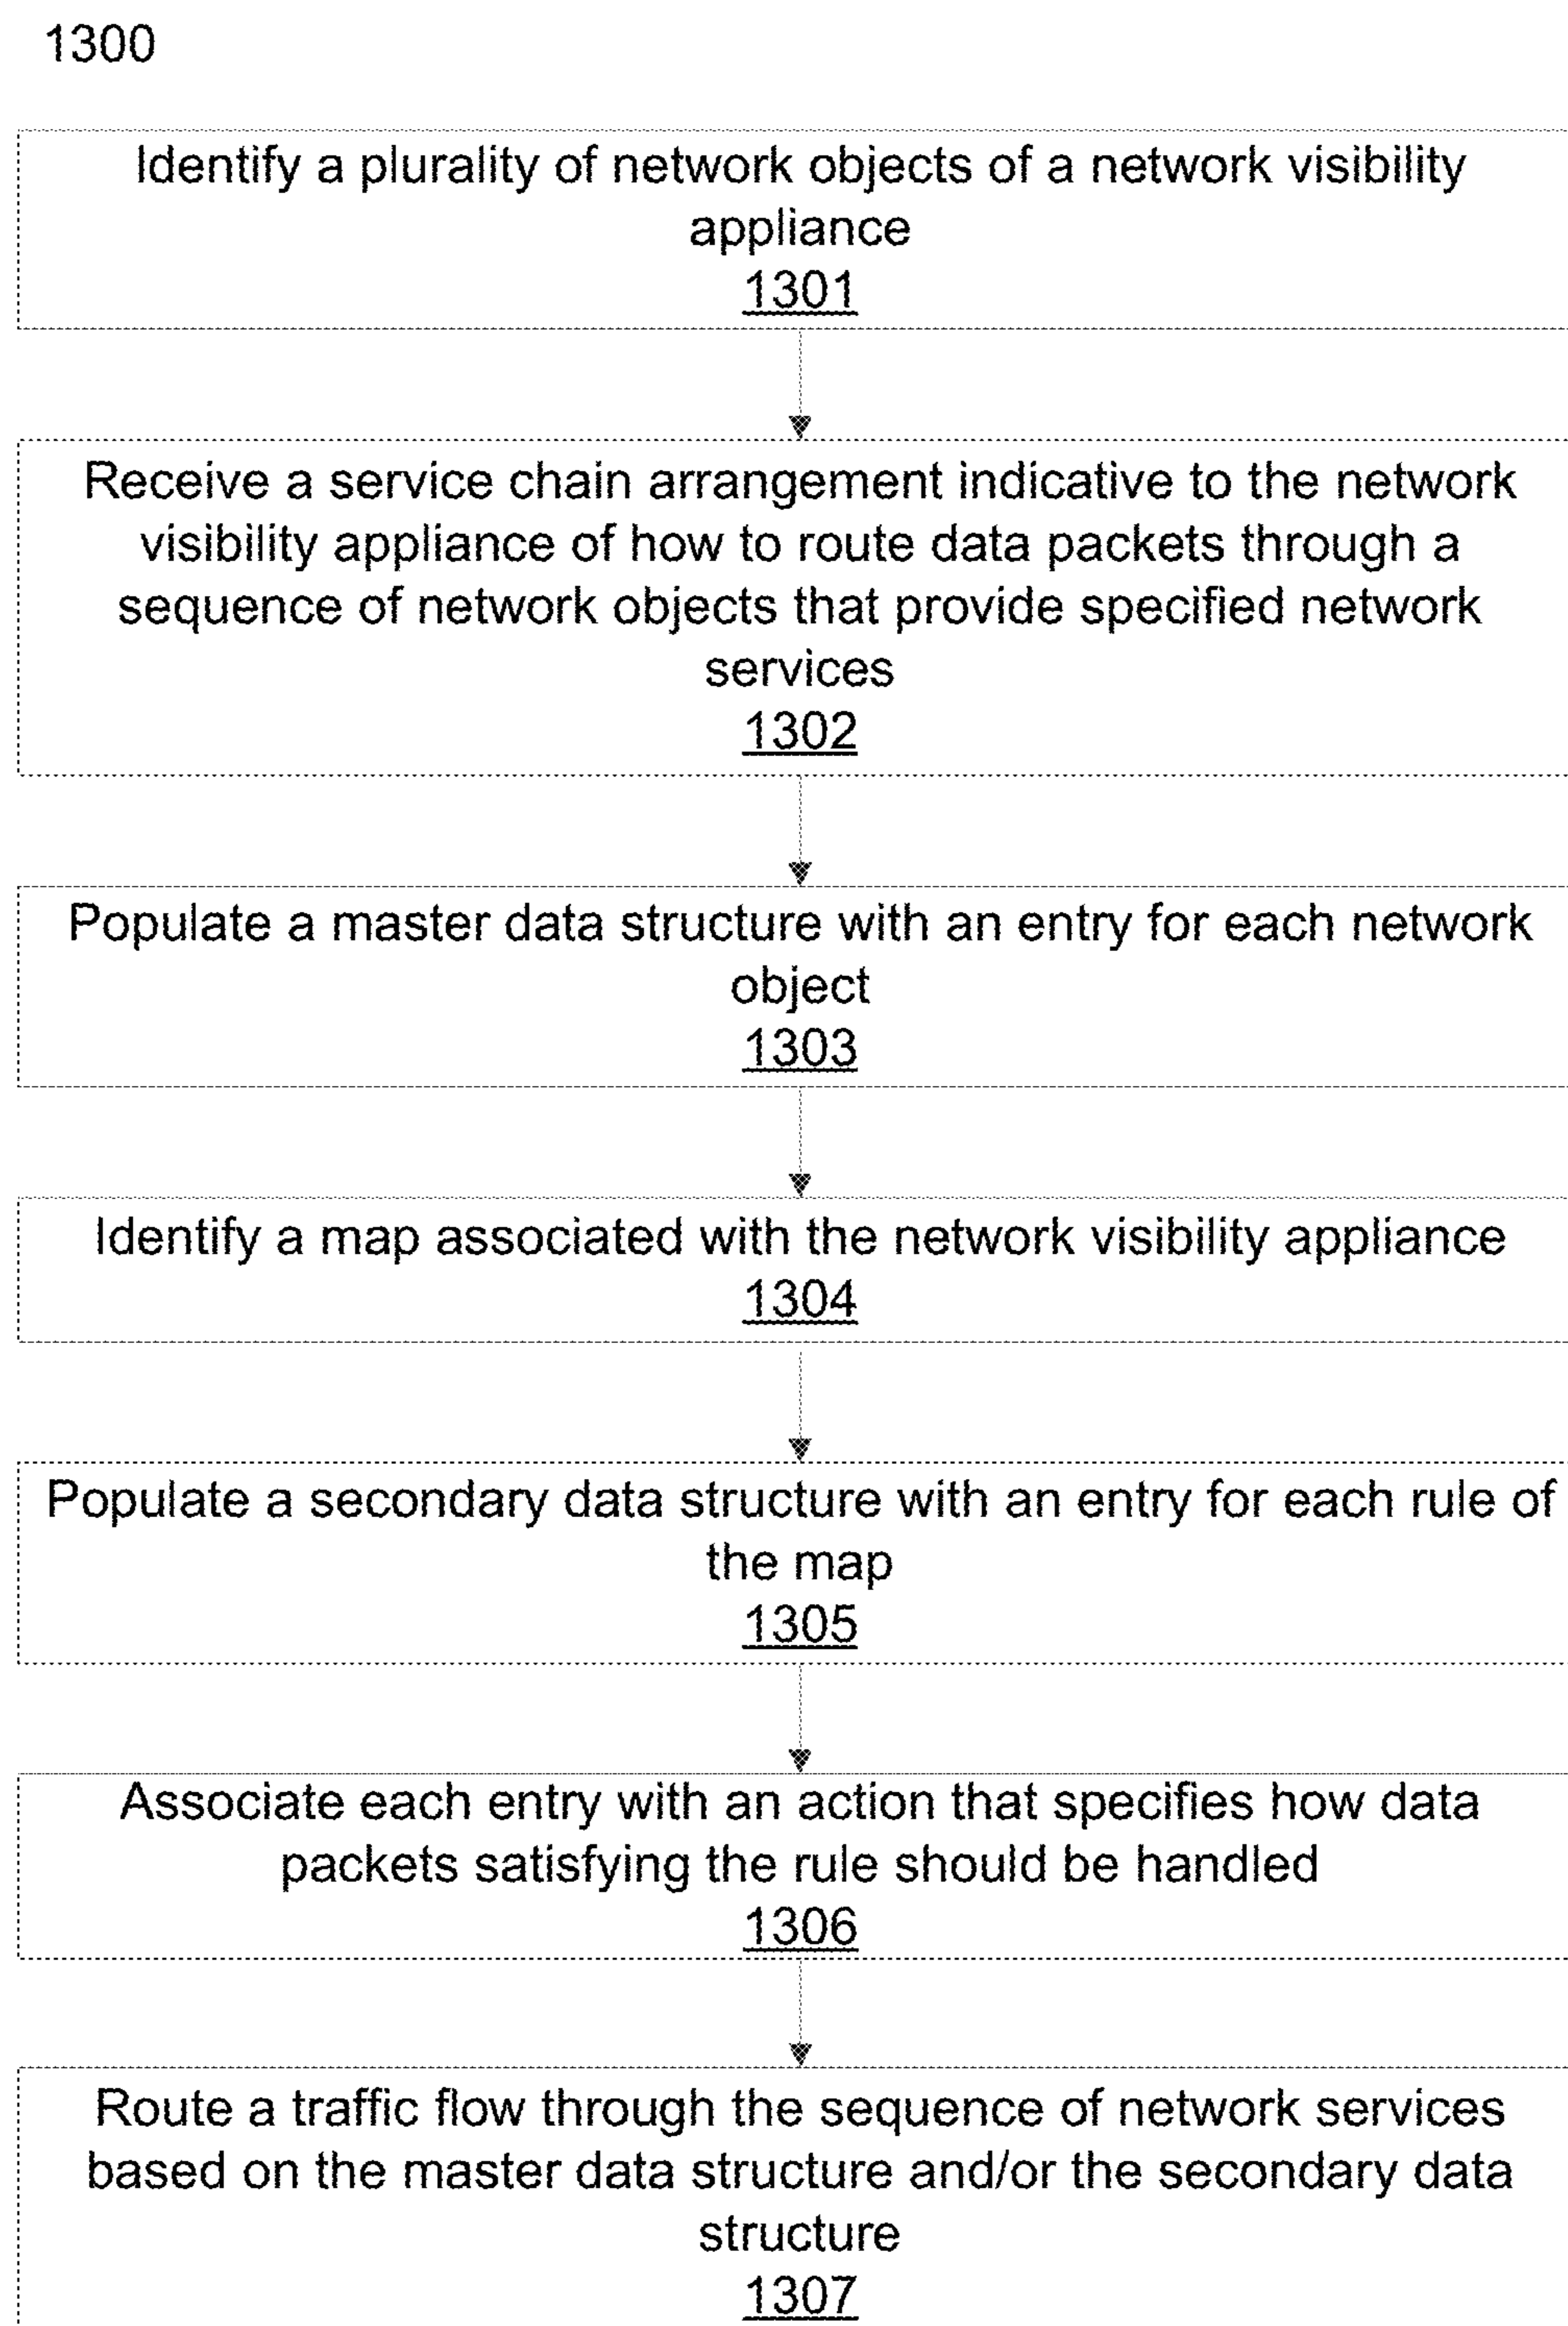 1300
Identify a plurality of network objects of a network visibility
appliance
1301
Receive a service chain arrangement indicative to the network
visibility appliance of how to route data packets through a
sequence of network objects that provide specified network
services
1302
Populate a master data structure with an entry for each network
object
1303
Identify a map associated with the network visibility appliance
1304
Populate a secondary data structure with an entry for each rule of
the map
1305
Associate each entry with an action that specifies how data
packets satisfying the rule should be handled
1306
Route a traffic flow through the sequence of network services
based on the master data structure and/or the secondary data
structure
1307